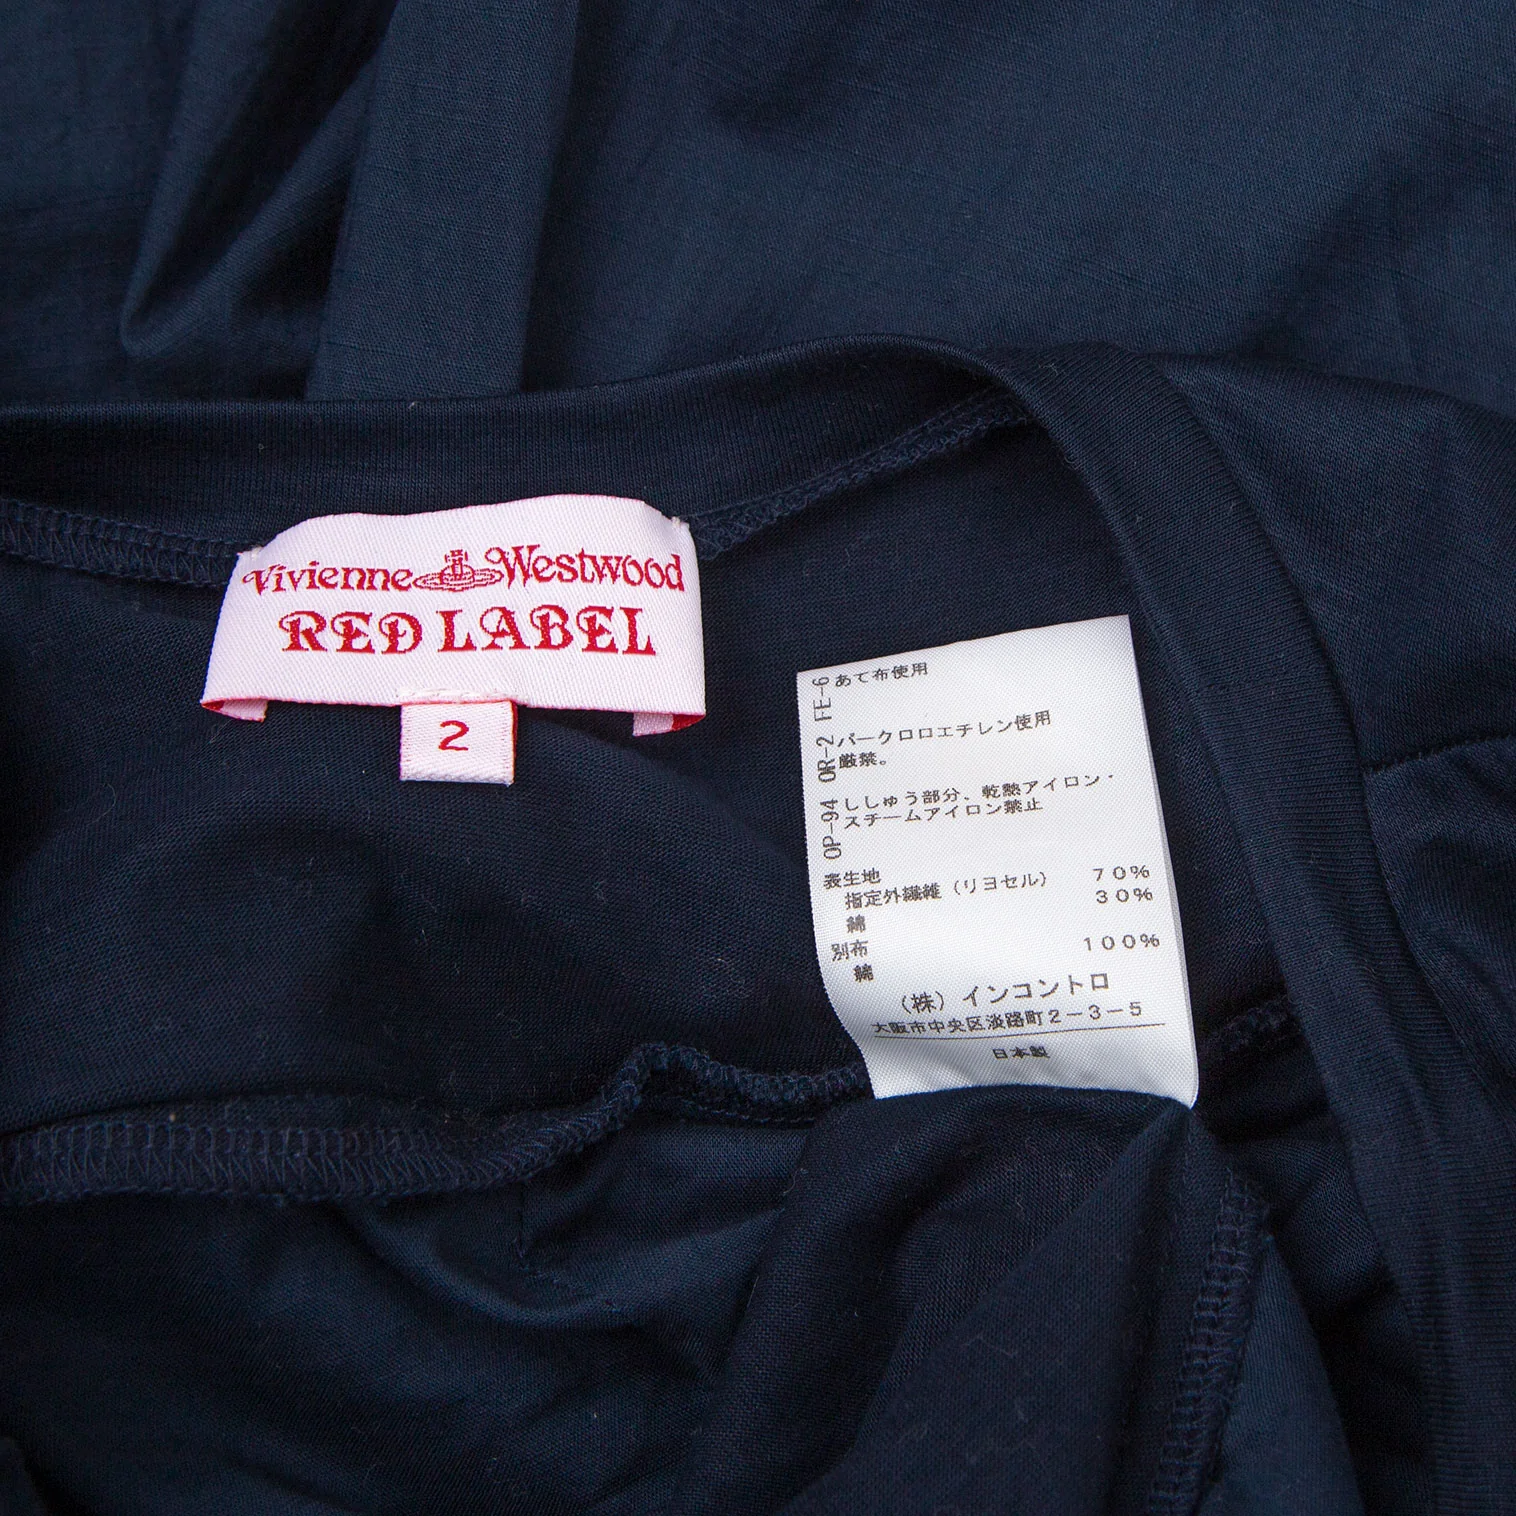 Vivienne Westwood
RED LABEL
2
FE-6 あて布使用
OR-2 パークロロエチレン使用
厳禁。
OP-94 ししゅう部分、乾熱アイロン・
スチームアイロン禁止
表生地
指定外繊維（リヨセル） 70%
綿 30%
別布
綿 100%
（株）インコントロ
大阪市中央区淡路町2-3-5
日本製